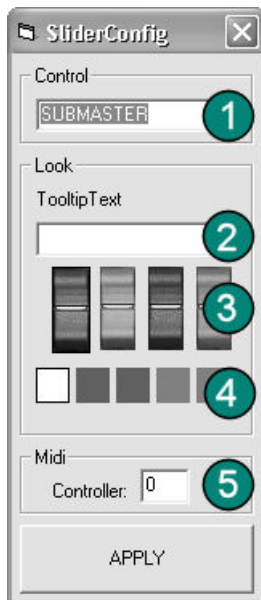 SliderConfig
Control
SUBMASTER
1
Look
TooltipText
2
3
4
Midi
Controller: 0
5
APPLY